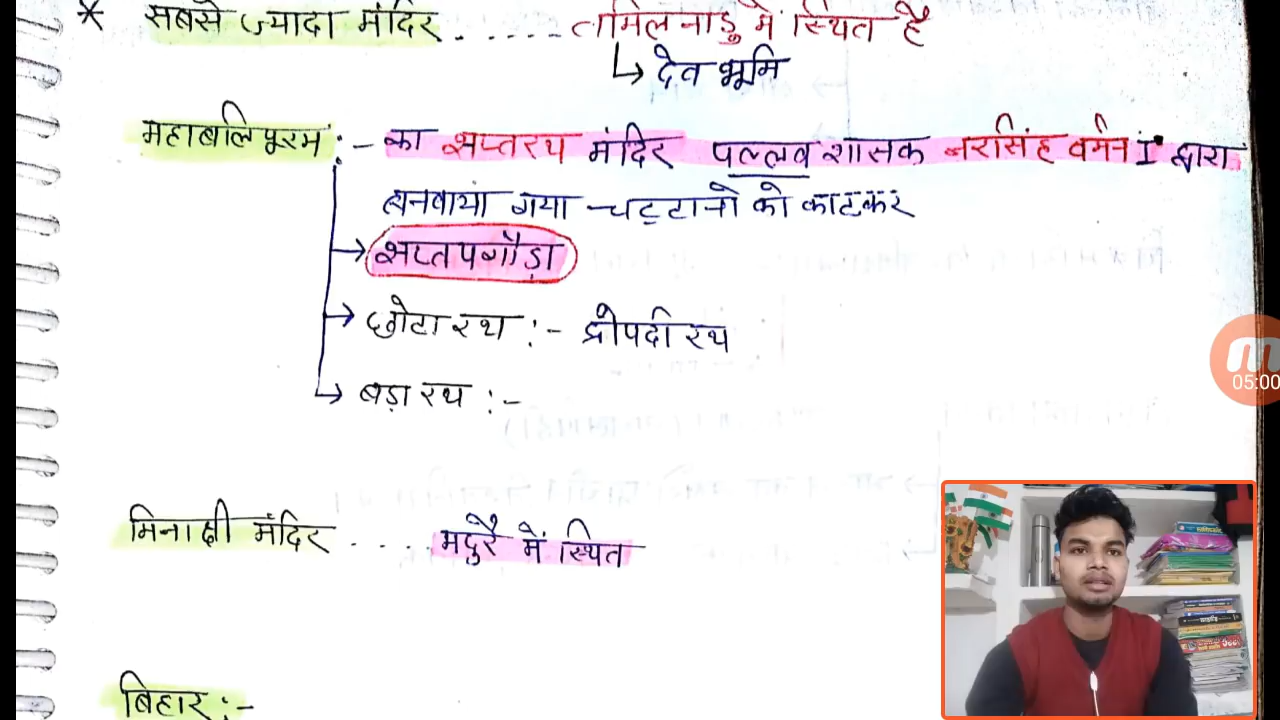 * सबसे ज्यादा मंदिर ...... तमिलनाडु में स्थित है
↳ देव भूमि
महाबलिपूरम :- का सप्तरथ मंदिर पल्लव शासक नरसिंह वर्मन I द्वारा
बनवाया गया चट्टानो को काटकर
→ सप्तपगौड़ा
→ छोटा रथ :- द्रोपदी रथ
→ बड़ा रथ :-
05:00
मिनाक्षी मंदिर ..... मदुरै में स्थित
बिहार :-